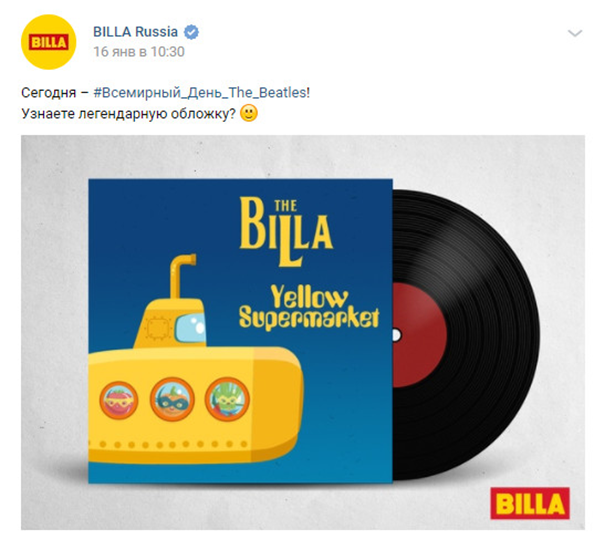 BILLA
BILLA Russia
16 янв в 10:30
Сегодня – #Всемирный_День_The_Beatles!
Узнаете легендарную обложку? 🙂
THE
BILLA
Yellow
Supermarket
BILLA